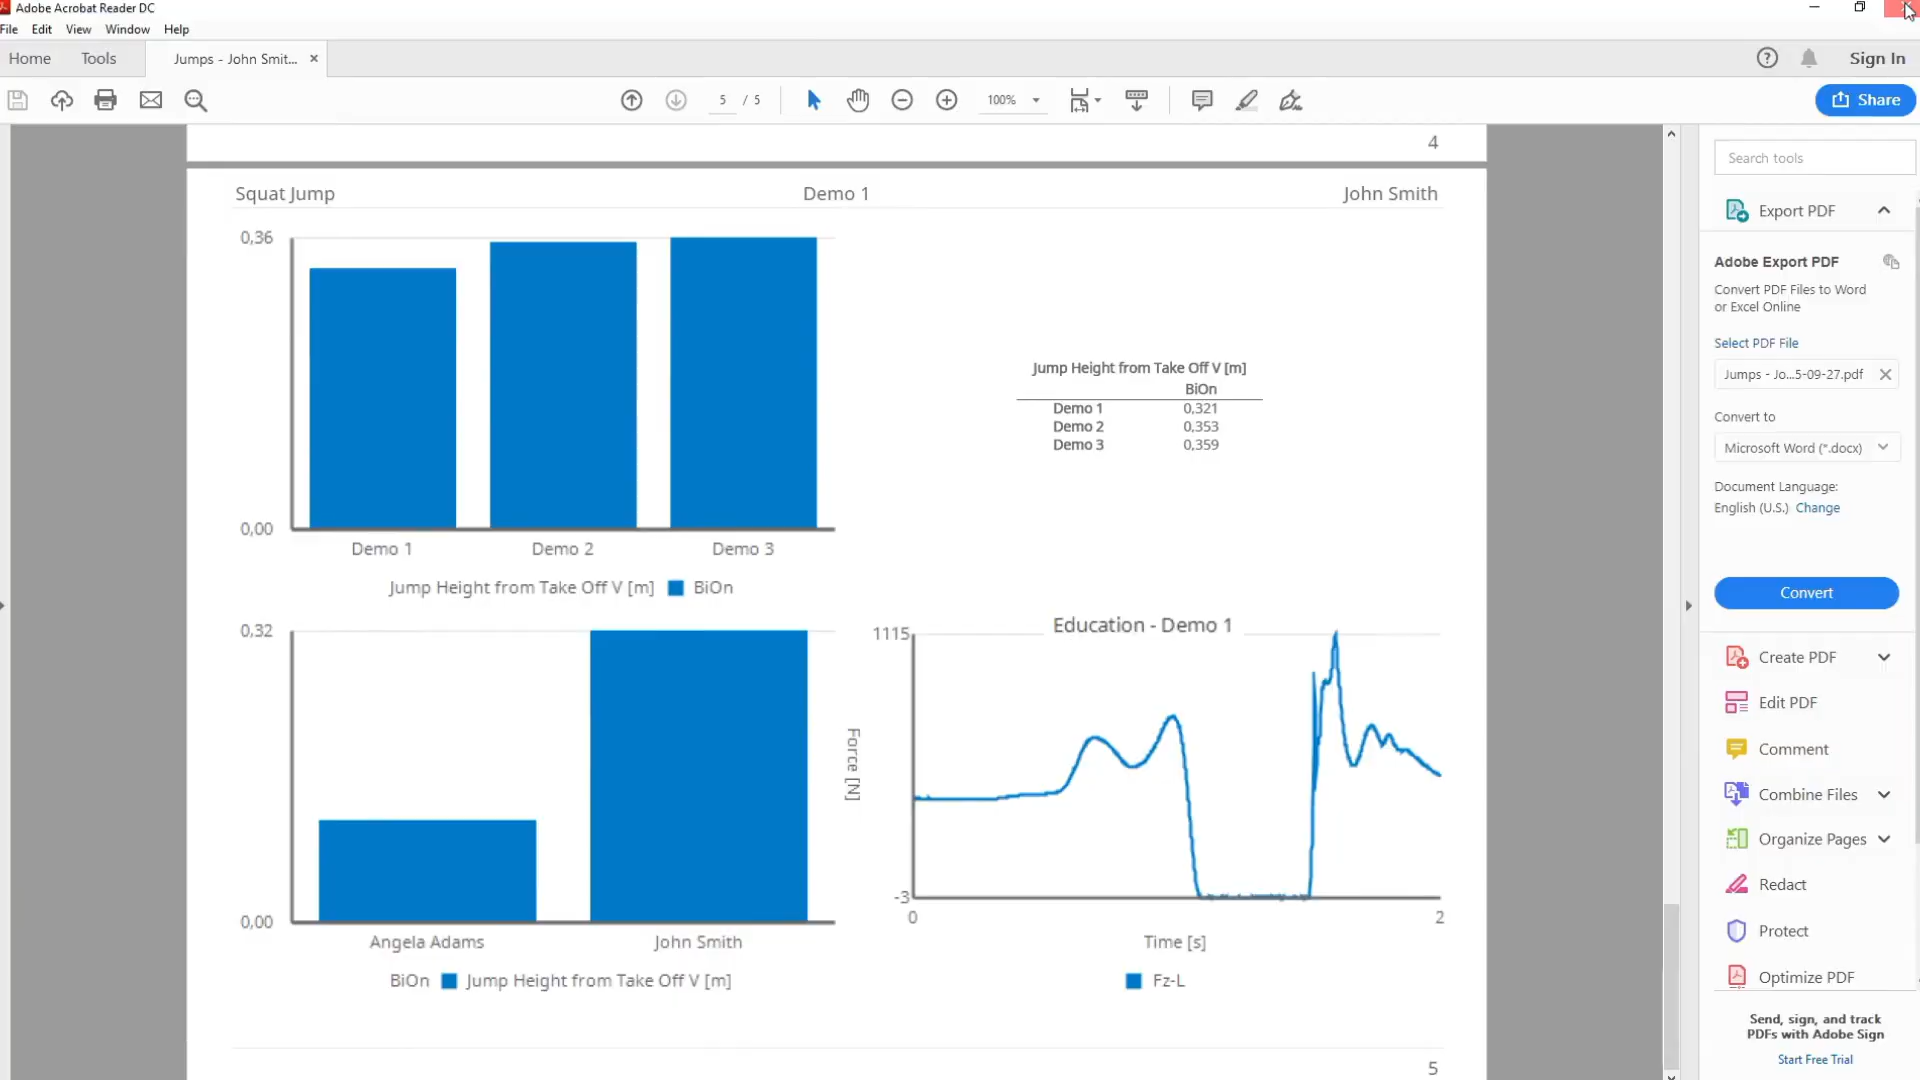 Adobe Acrobat Reader DC
File Edit View Window Help
Home Tools Jumps - John Smit... Sign In
5 / 5 100% Share
4
Squat Jump Demo 1 John Smith
0,36
0,00
Demo 1 Demo 2 Demo 3
Jump Height from Take Off V [m] BiOn
Jump Height from Take Off V [m]
BiOn
Demo 1 0,321
Demo 2 0,353
Demo 3 0,359
0,32
0,00
Angela Adams John Smith
BiOn Jump Height from Take Off V [m]
Education - Demo 1
1115
Force [N]
-3
0 2
Time [s]
Fz-L
5
Search tools
Export PDF
Adobe Export PDF
Convert PDF Files to Word
or Excel Online
Select PDF File
Jumps - Jo...5-09-27.pdf
Convert to
Microsoft Word (*.docx)
Document Language:
English (U.S.) Change
Convert
Create PDF
Edit PDF
Comment
Combine Files
Organize Pages
Redact
Protect
Optimize PDF
Send, sign, and track
PDFs with Adobe Sign
Start Free Trial